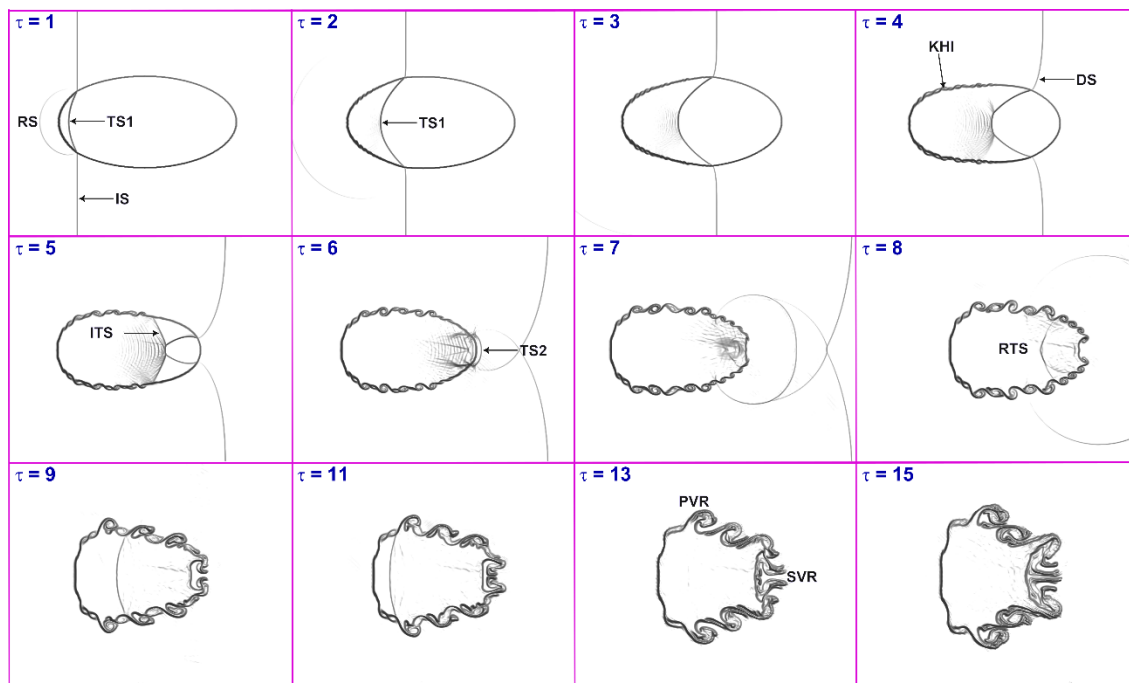 τ = 1
RS
TS1
IS
τ = 2
TS1
τ = 3
τ = 4
KHI
DS
τ = 5
ITS
τ = 6
TS2
τ = 7
τ = 8
RTS
τ = 9
τ = 11
τ = 13
PVR
SVR
τ = 15